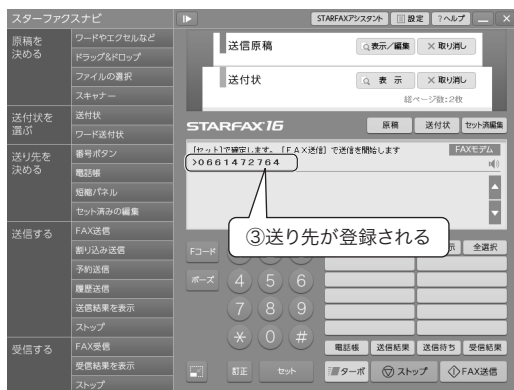 スターファクスナビ
STARFAXアシスタント 設定 ?ヘルプ
原稿を決める
ワードやエクセルなど
ドラッグ&ドロップ
ファイルの選択
スキャナー
送付状を選ぶ
送付状
ワード送付状
送り先を決める
番号ボタン
電話帳
短縮パネル
セット済みの編集
送信する
FAX送信
割り込み送信
予約送信
履歴送信
送信結果を表示
ストップ
受信する
FAX受信
受信結果を表示
ストップ
送信原稿 表示/編集 ×取り消し
送付状 表 示 ×取り消し
総ページ数:2枚
STARFAX16 原稿 送付状 セット済編集
[セット]で確定します。[FAX送信]で送信を開始します FAXモデム
>0661472764
③送り先が登録される
示 全選択
Fコード
ポーズ 4 5 6
7 8 9
* 0 #
電話帳 送信結果 送信待ち 受信結果
訂正 セット ターボ ストップ FAX送信